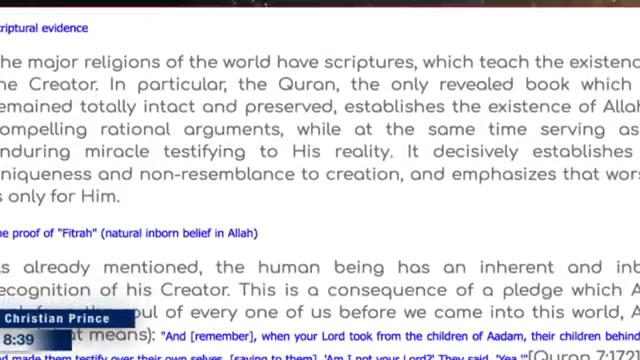 riptural evidence
he major religions of the world have scriptures, which teach the existenc
he Creator. In particular, the Quran, the only revealed book which
emained totally intact and preserved, establishes the existence of Allah
ompelling rational arguments, while at the same time serving as
nduring miracle testifying to His reality. It decisively establishes
niqueness and non-resemblance to creation, and emphasizes that wors
s only for Him.
he proof of "Fitrah" (natural inborn belief in Allah)
s already mentioned, the human being has an inherent and inb
ecognition of his Creator. This is a consequence of a pledge which A
Christian Prince
oul of every one of us before we came into this world, A
8:39
at means): "And [remember], when your Lord took from the children of Aadam, their children behind
nd made them testify over their own selves, [saying to them], 'Am I not your Lord?' They said, 'Yes,'" [Quran 7:17